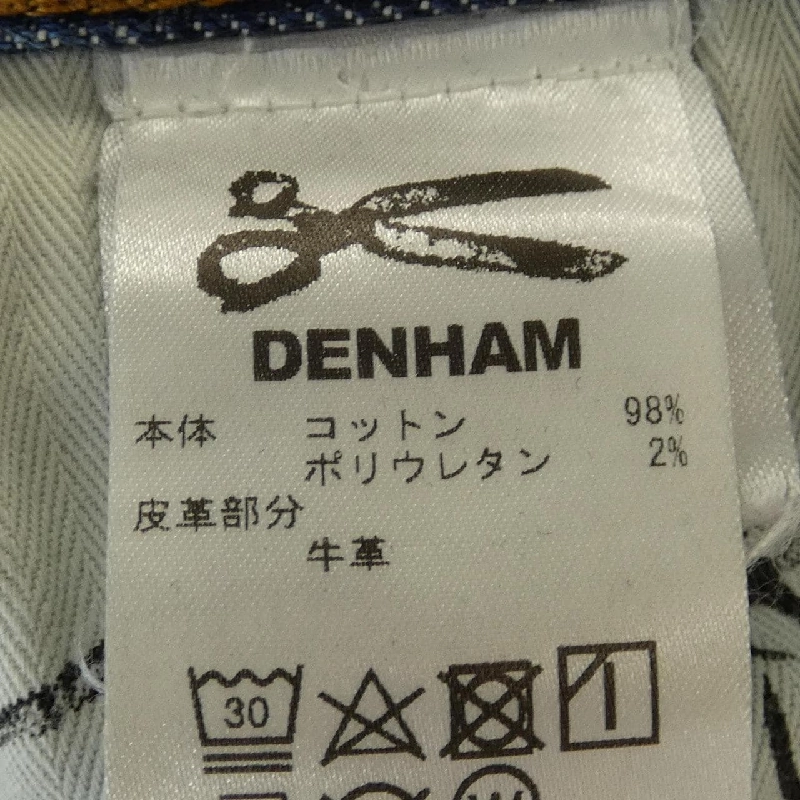 DENHAM
本体 コットン 98%
ポリウレタン 2%
皮革部分
牛革
30
W